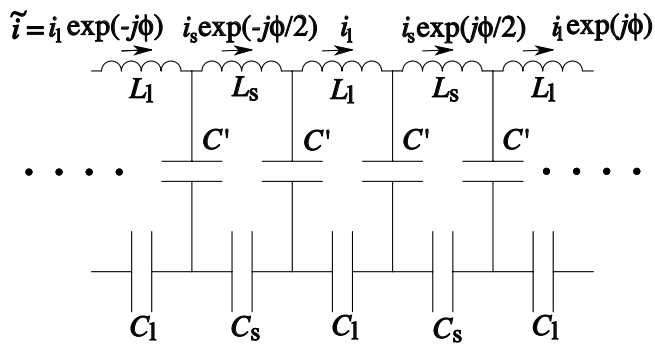 ĩ = i_l exp(-jϕ) i_s exp(-jϕ/2) i_l i_s exp(jϕ/2) i_l exp(jϕ)
L_l L_s L_l L_s L_l
C' C' C' C'
C_l C_s C_l C_s C_l